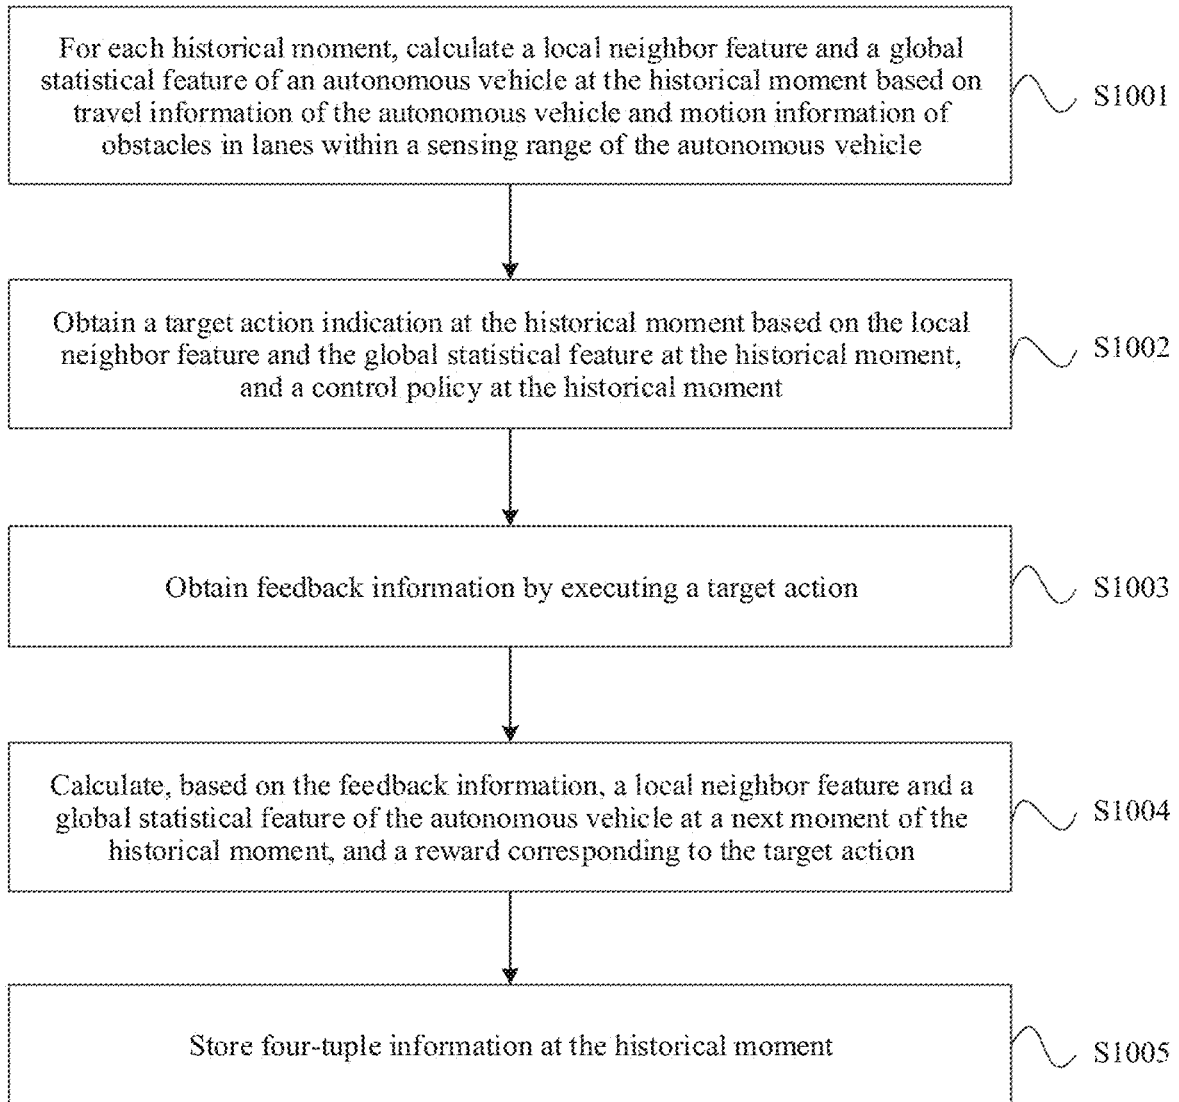 For each historical moment, calculate a local neighbor feature and a global
statistical feature of an autonomous vehicle at the historical moment based on
travel information of the autonomous vehicle and motion information of
obstacles in lanes within a sensing range of the autonomous vehicle
S1001
Obtain a target action indication at the historical moment based on the local
neighbor feature and the global statistical feature at the historical moment,
and a control policy at the historical moment
S1002
Obtain feedback information by executing a target action
S1003
Calculate, based on the feedback information, a local neighbor feature and a
global statistical feature of the autonomous vehicle at a next moment of the
historical moment, and a reward corresponding to the target action
S1004
Store four-tuple information at the historical moment
S1005